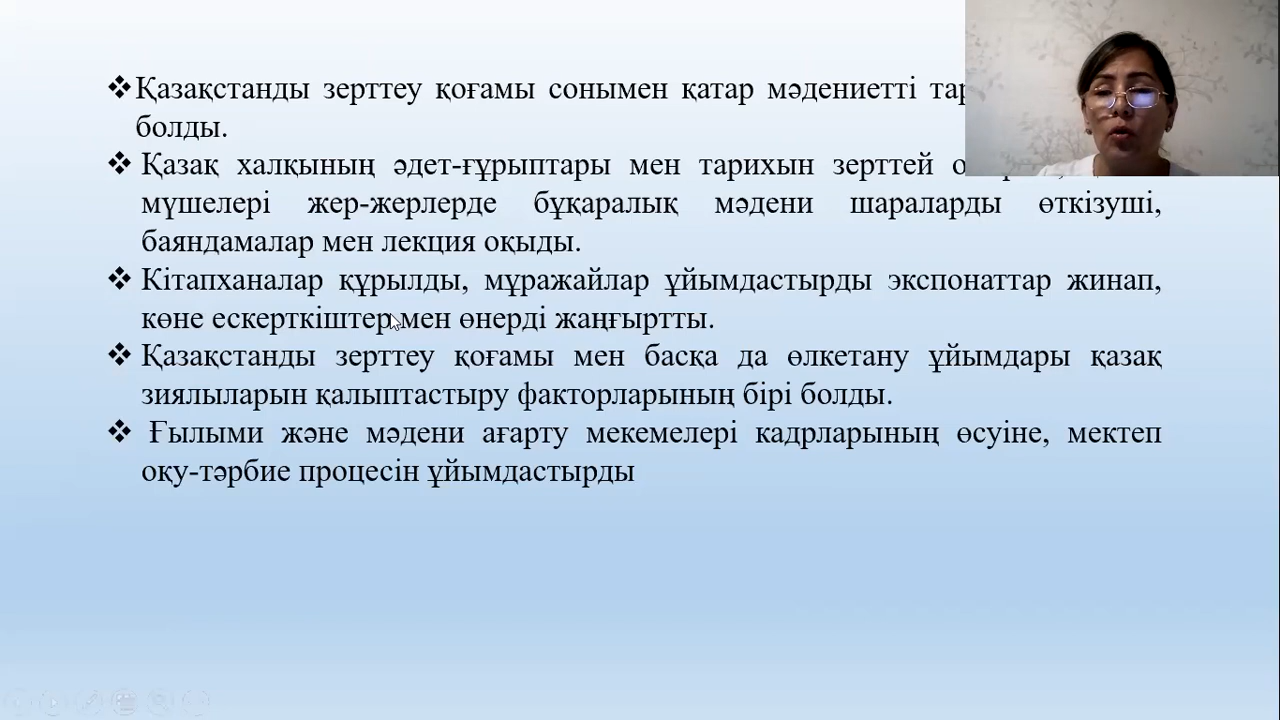 ❖Қазақстанды зерттеу қоғамы сонымен қатар мәдениетті
болды.
❖ Қазақ халқының әдет-ғұрыптары мен тарихын зерттей
мүшелері жер-жерлерде бұқаралық мәдени шараларды өткізуші,
баяндамалар мен лекция оқыды.
❖ Кітапханалар құрылды, мұражайлар ұйымдастырды экспонаттар жинап,
көне ескерткіштер мен өнерді жаңғыртты.
❖ Қазақстанды зерттеу қоғамы мен басқа да өлкетану ұйымдары қазақ
зиялыларын қалыптастыру факторларының бірі болды.
❖ Ғылыми және мәдени ағарту мекемелері кадрларының өсуіне, мектеп
оқу-тәрбие процесін ұйымдастырды